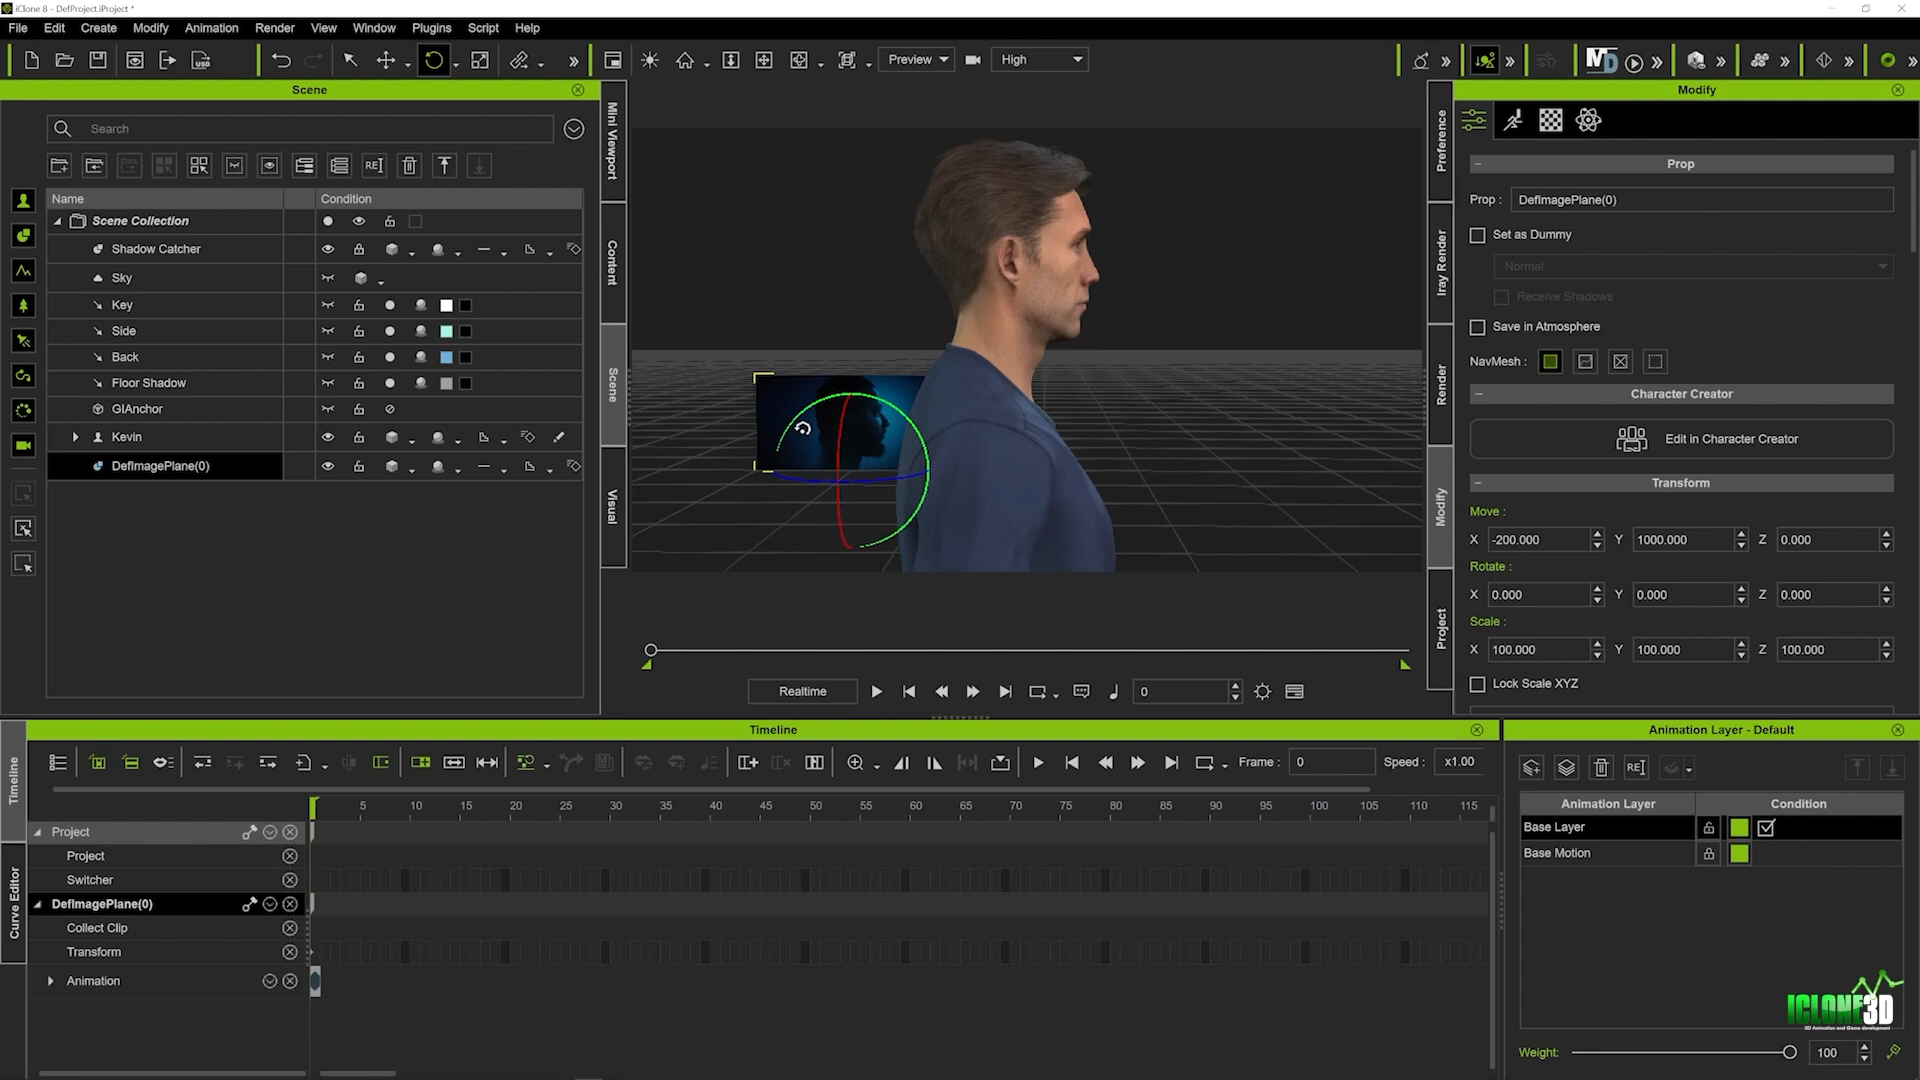 iClone 8 - DefProject.iProject *
File Edit Create Modify Animation Render View Window Plugins Script Help
Preview High
Scene
Search
Name Condition
Scene Collection
Shadow Catcher
Sky
Key
Side
Back
Floor Shadow
GIAnchor
Kevin
DefImagePlane(0)
Mini Viewport
Content
Scene
Visual
Preference
Iray Render
Render
Modify
Project
Modify
Prop
Prop : DefImagePlane(0)
Set as Dummy
Normal
Receive Shadows
Save in Atmosphere
NavMesh :
Character Creator
Edit in Character Creator
Transform
Move :
X -200.000 Y 1000.000 Z 0.000
Rotate :
X 0.000 Y 0.000 Z 0.000
Scale :
X 100.000 Y 100.000 Z 100.000
Lock Scale XYZ
Realtime 0
Timeline
Frame : 0 Speed : x1.00
5 10 15 20 25 30 35 40 45 50 55 60 65 70 75 80 85 90 95 100 105 110 115
Timeline
Curve Editor
Project
Project
Switcher
DefImagePlane(0)
Collect Clip
Transform
Animation
Animation Layer - Default
Animation Layer Condition
Base Layer
Base Motion
ICLONE3D
3D Animation and Game development
Weight: 100